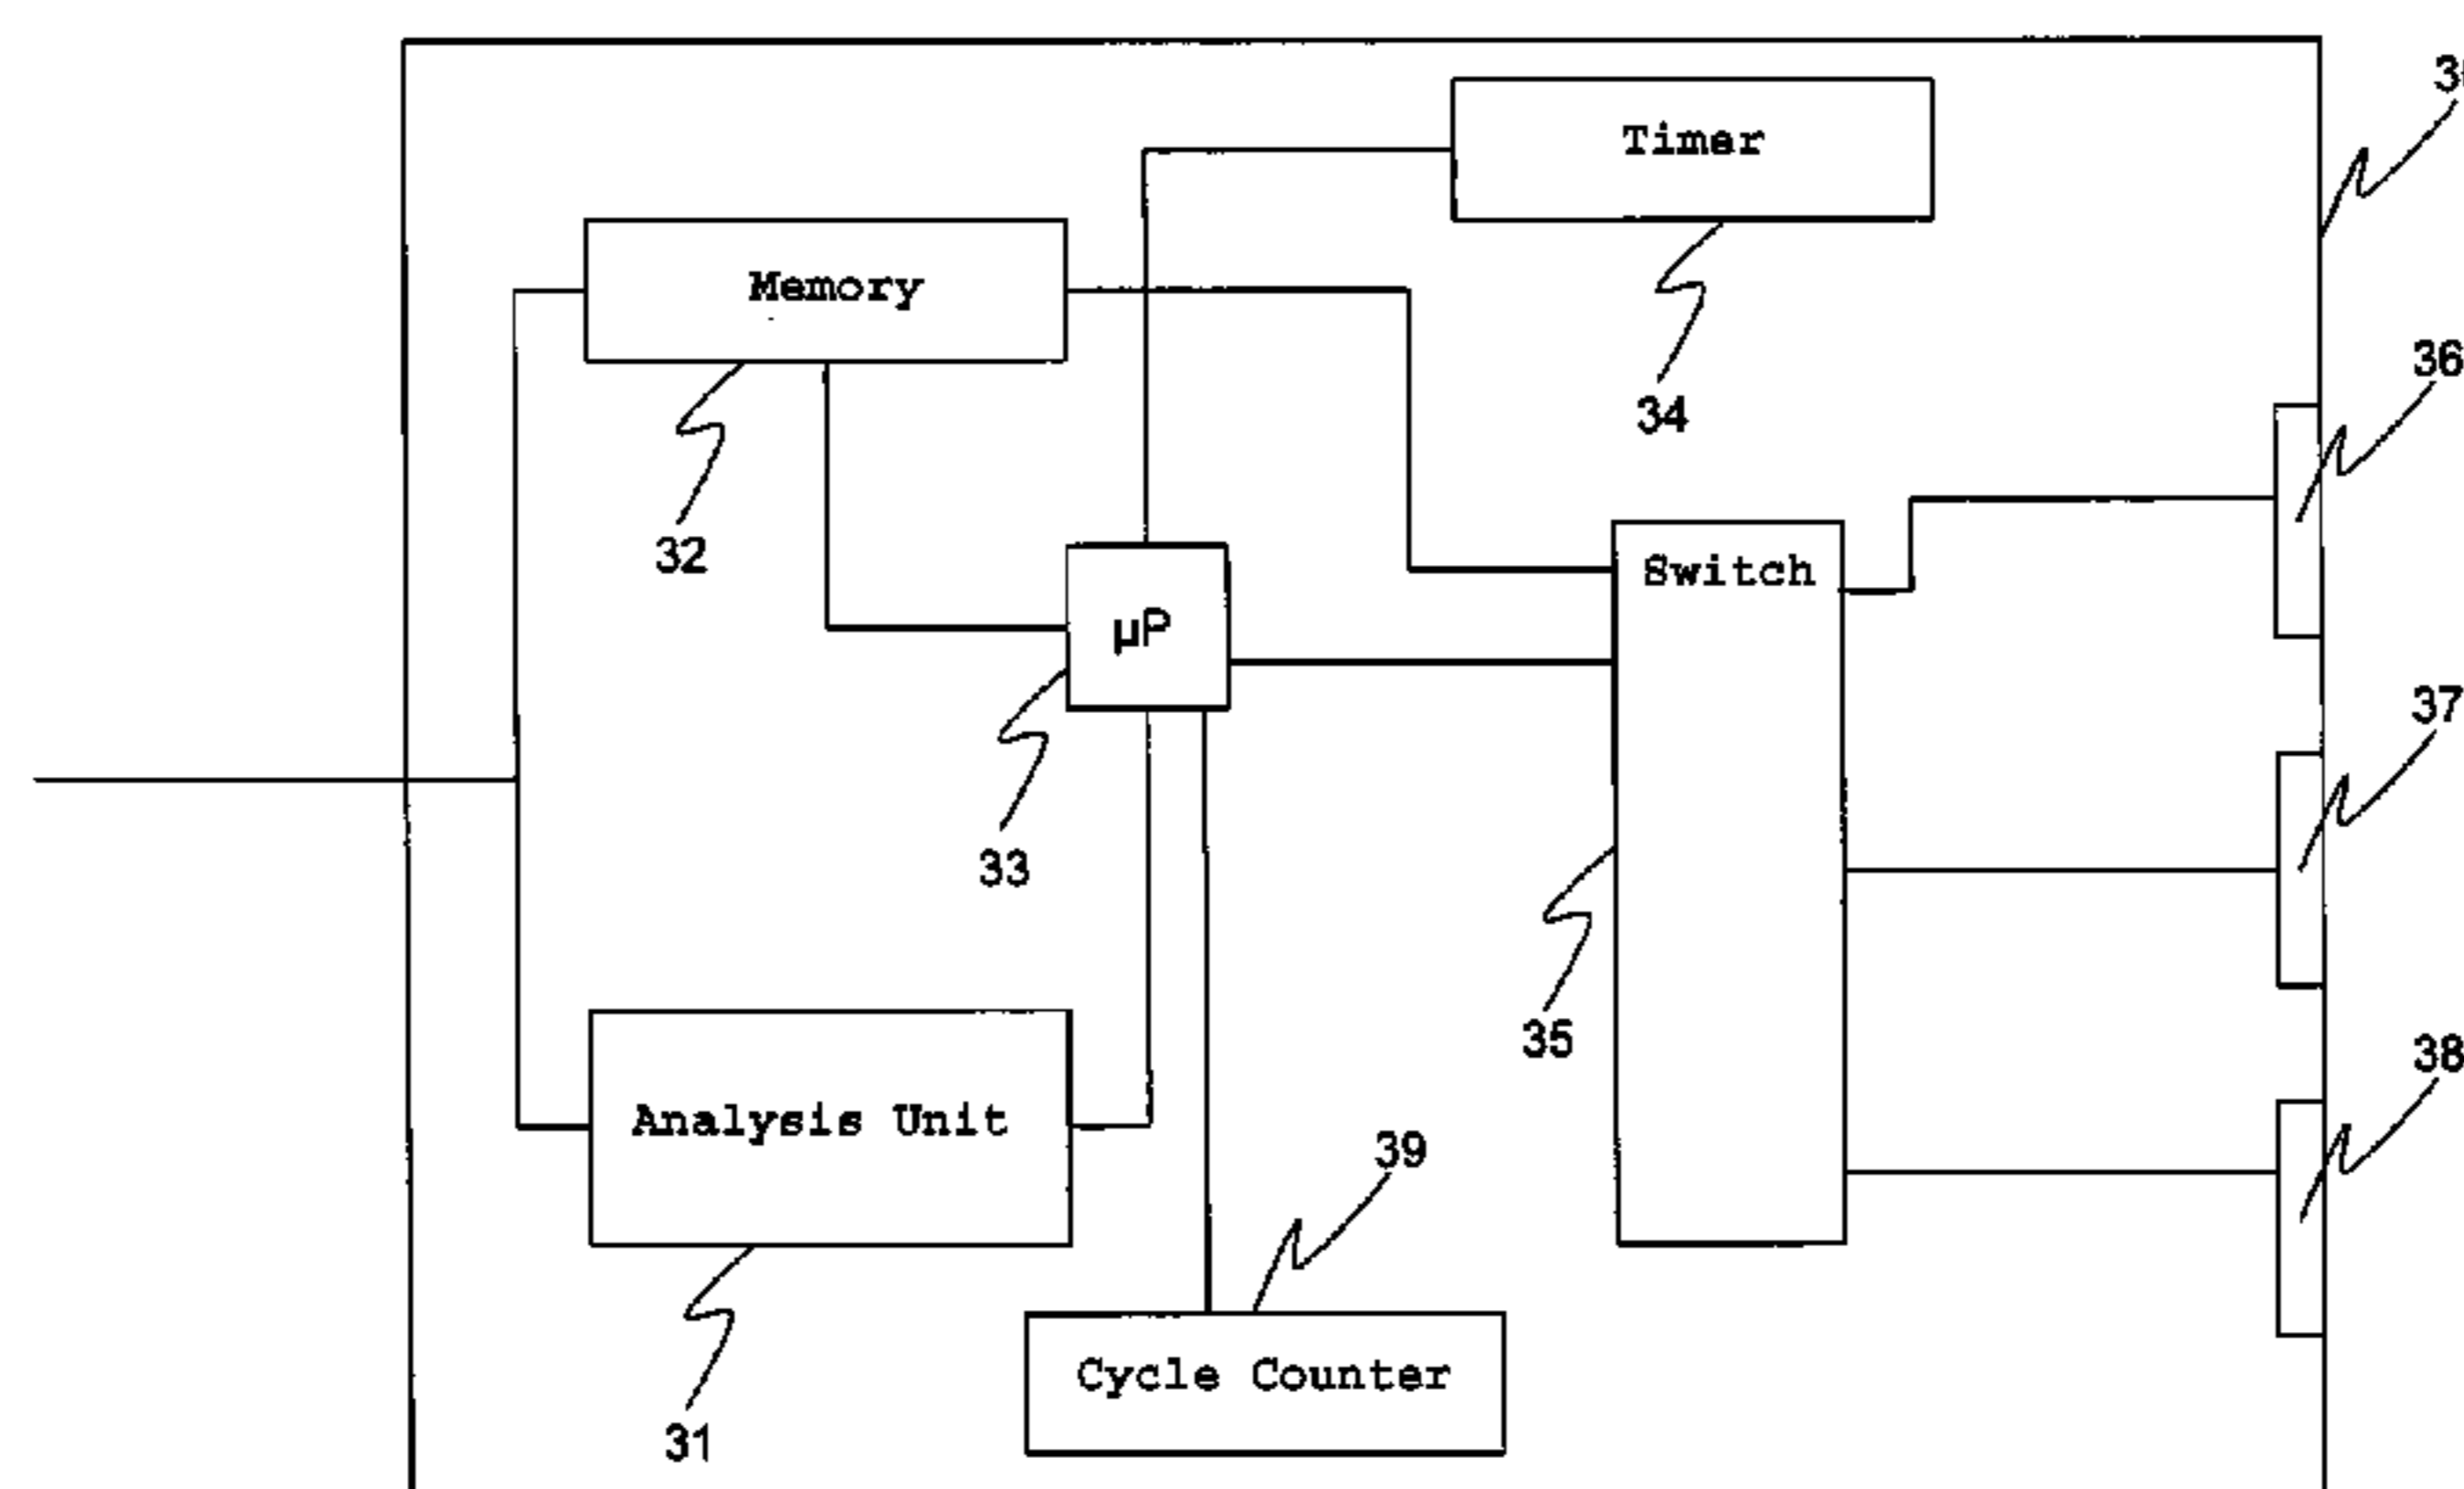 Timer
Memory
36
34
32
Switch
µP
37
33
35
38
Analysis Unit
39
Cycle Counter
31